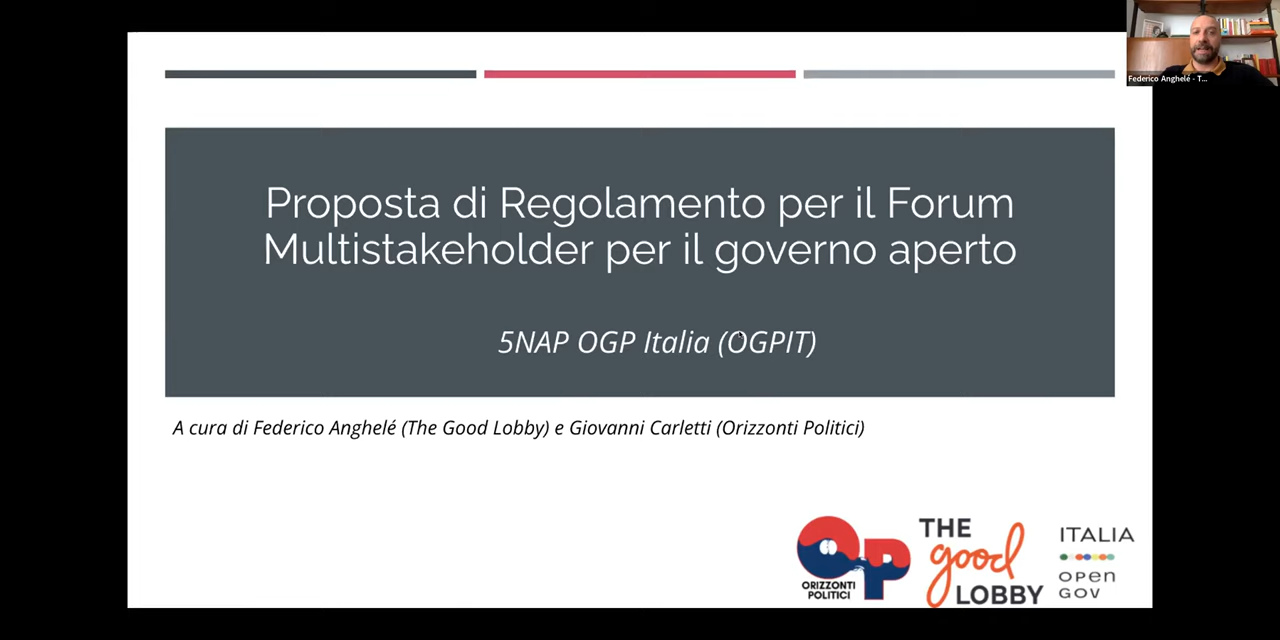 Federico Anghelé - T...
Proposta di Regolamento per il Forum
Multistakeholder per il governo aperto
5NAP OGP Italia (OGPIT)
A cura di Federico Anghelé (The Good Lobby) e Giovanni Carletti (Orizzonti Politici)
OP
ORIZZONTI
POLITICI
THE
good
LOBBY
ITALIA
open
GOV